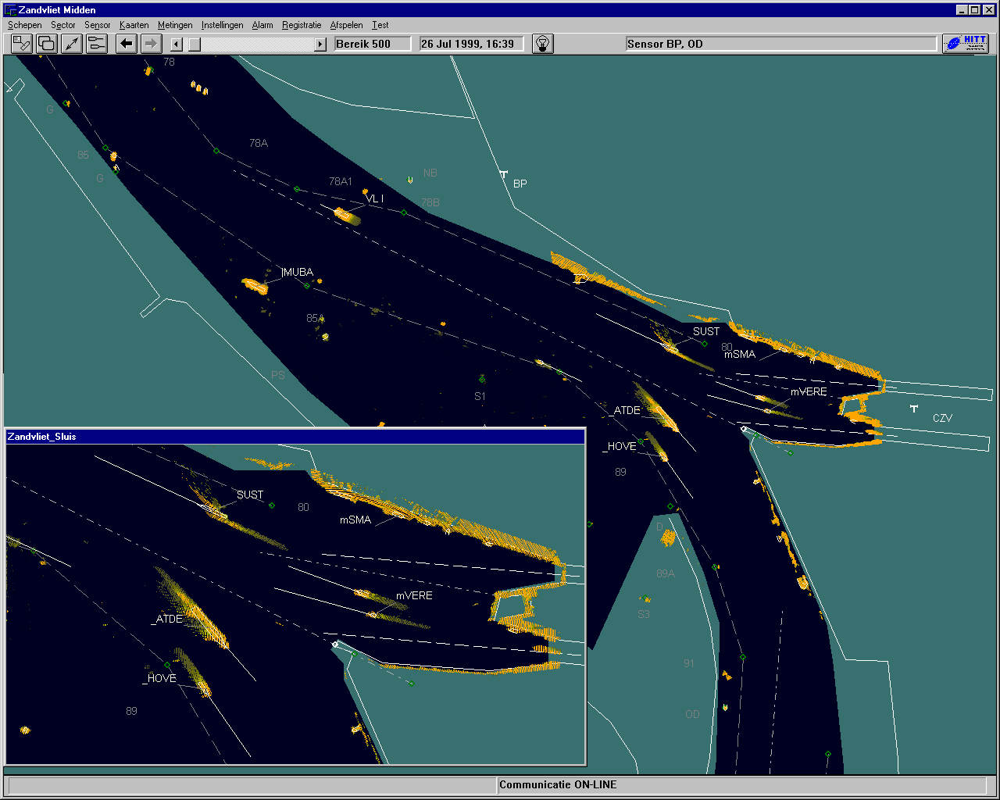 Zandvliet Midden
Schepen Sector Sensor Kaarten Metingen Instellingen Alarm Registratie Afspelen Test
Bereik 500
26 Jul 1999, 16:39
Sensor BP, OD
HITT
78
G
78A
85
G
NB
78A1
BP
VL I
78B
IMUBA
85A
SUST
80
mSMA
PS
mVERE
S1
_ATDE
CZV
_HOVE
89
D
89A
S3
91
OD
Zandvliet_Sluis
SUST
80
mSMA
mVERE
_ATDE
_HOVE
89
Communicatie ON-LINE